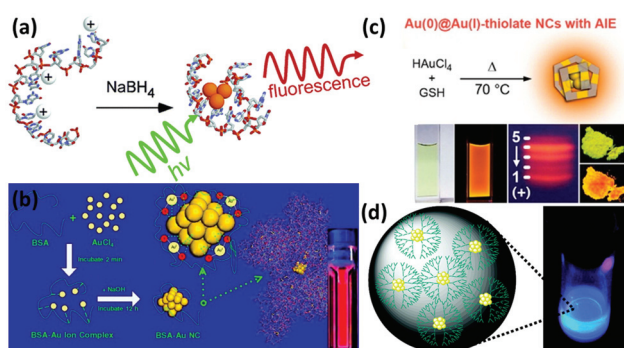 (a)
+
+
+
NaBH4
fluorescence
hν
(b)
BSA
+
AuCl4
Incubate 2 min
BSA-Au Ion Complex
NaOH
Incubate 12 h
BSA-Au NC
(c)
Au(0)@Au(I)-thiolate NCs with AIE
HAuCl4
+
GSH
Δ
70 °C
5
1
(+)
(d)